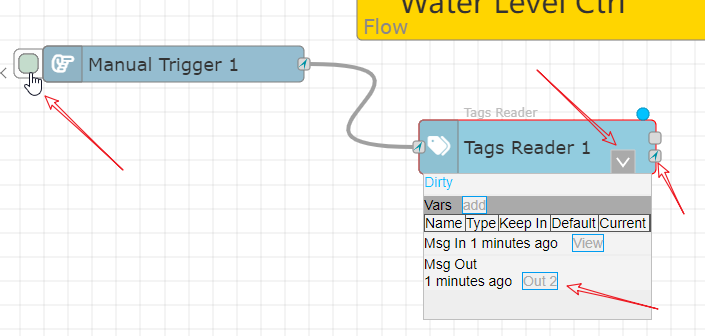 Water Level Ctrl
Flow
Manual Trigger 1
Tags Reader
Tags Reader 1
Dirty
Vars add
Name Type Keep In Default Current
Msg In 1 minutes ago View
Msg Out
1 minutes ago Out 2